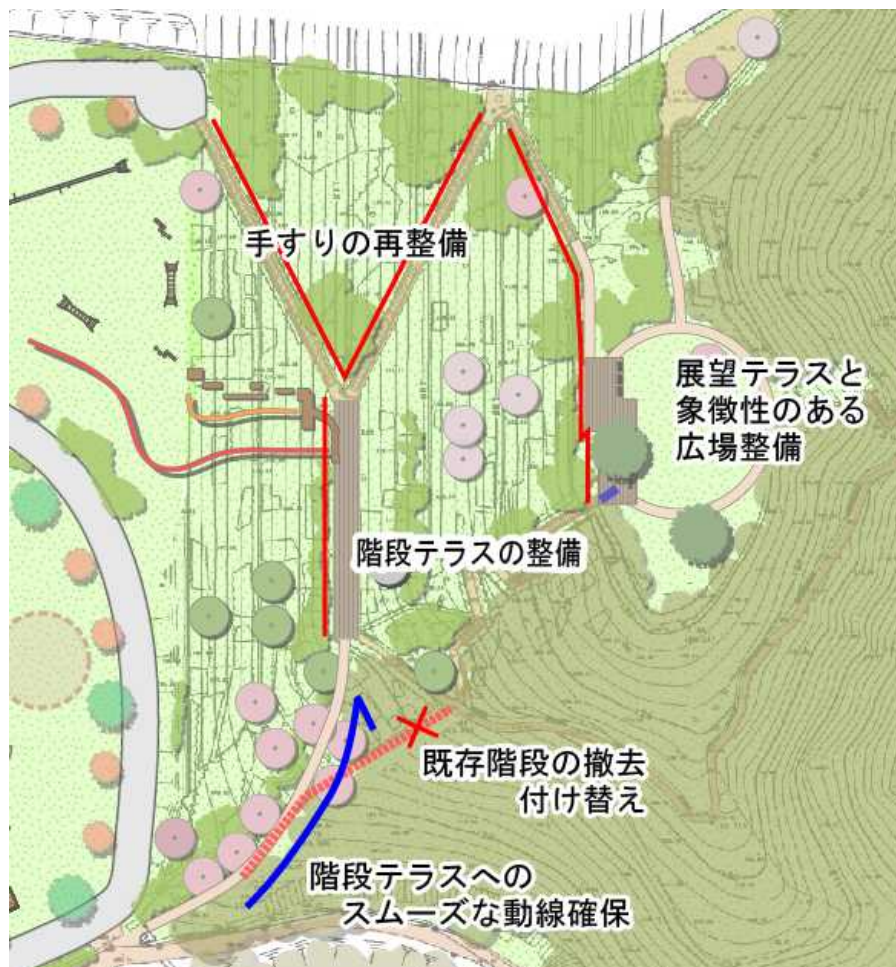 手すりの再整備
展望テラスと
象徴性のある
広場整備
階段テラスの整備
既存階段の撤去
付け替え
階段テラスへの
スムーズな動線確保